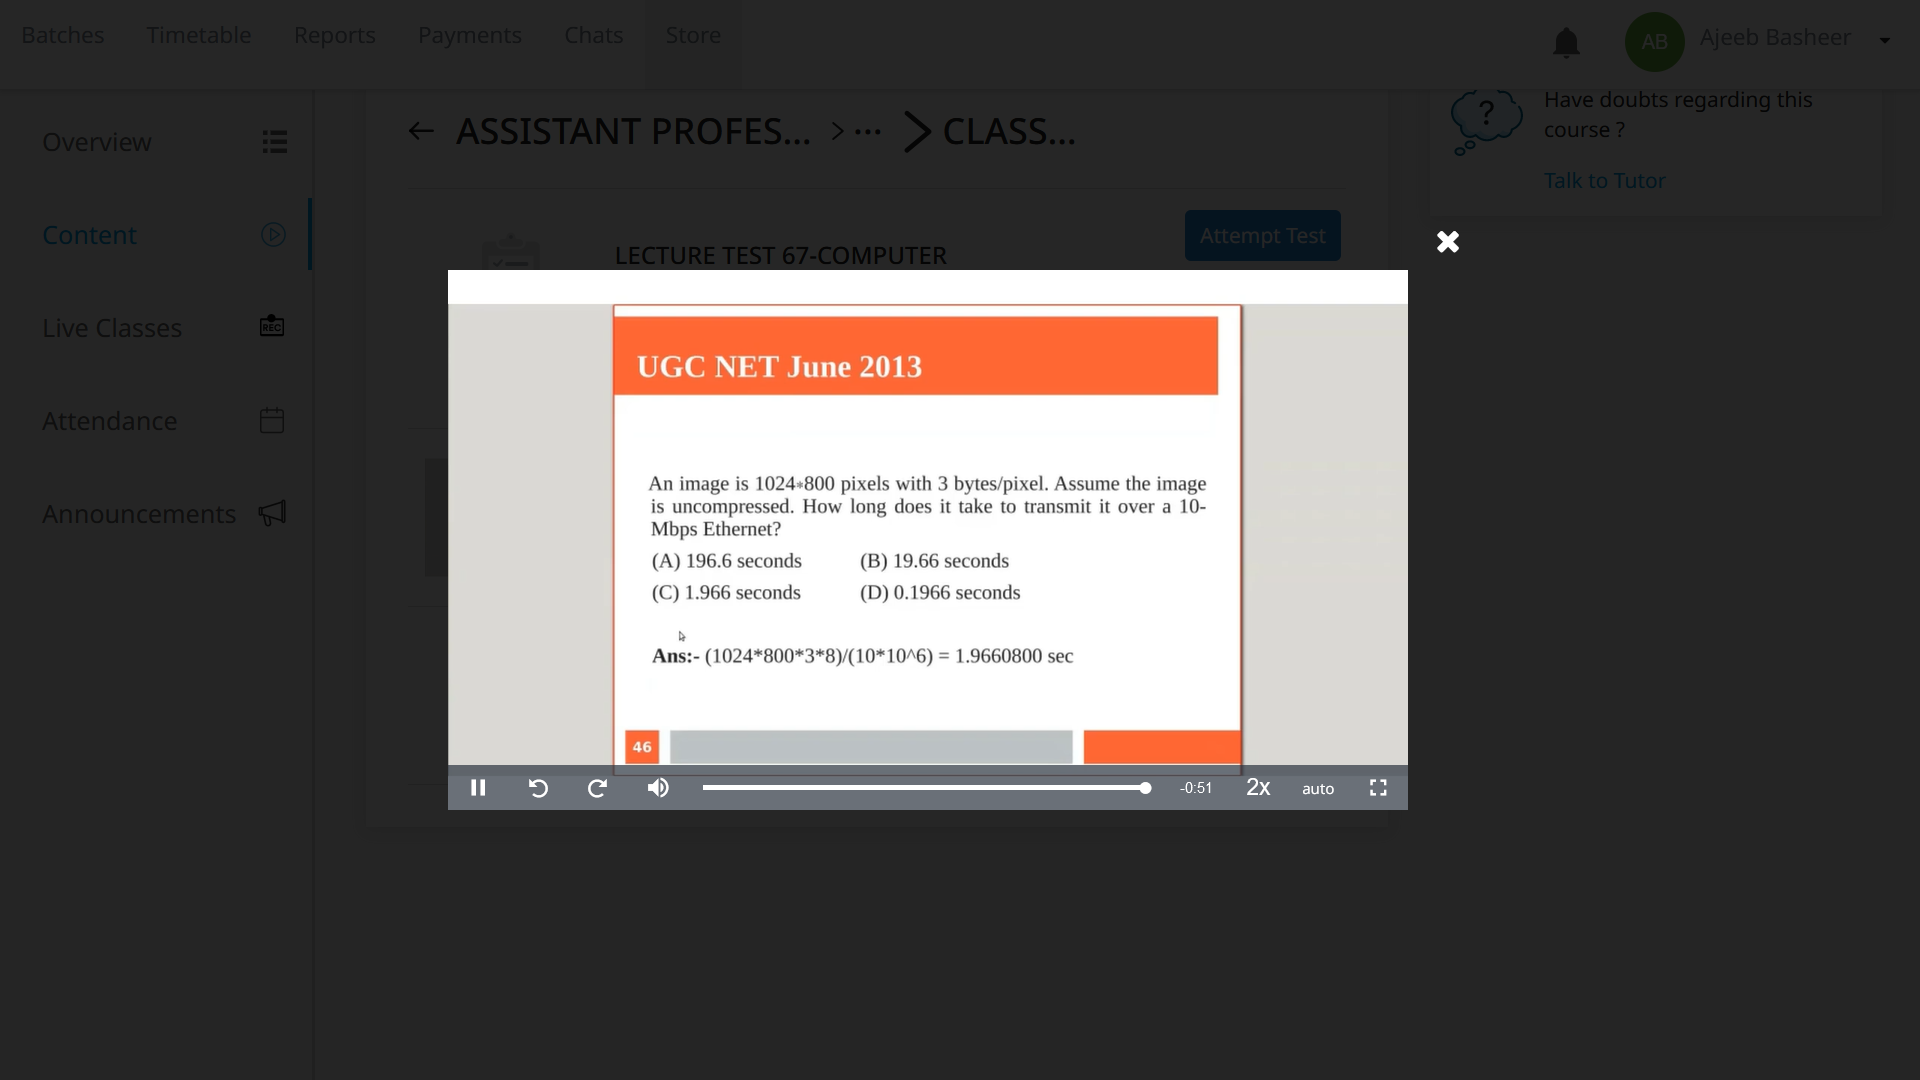 Batches Timetable Reports Payments Chats Store
AB Ajeeb Basheer
Overview
Content
Live Classes
REC
Attendance
Announcements
ASSISTANT PROFES... > ... > CLASS...
LECTURE TEST 67-COMPUTER
Attempt Test
?
Have doubts regarding this
course ?
Talk to Tutor
UGC NET June 2013
An image is 1024*800 pixels with 3 bytes/pixel. Assume the image
is uncompressed. How long does it take to transmit it over a 10-
Mbps Ethernet?
(A) 196.6 seconds (B) 19.66 seconds
(C) 1.966 seconds (D) 0.1966 seconds
Ans:- (1024*800*3*8)/(10*10^6) = 1.9660800 sec
46
-0:51 2x auto